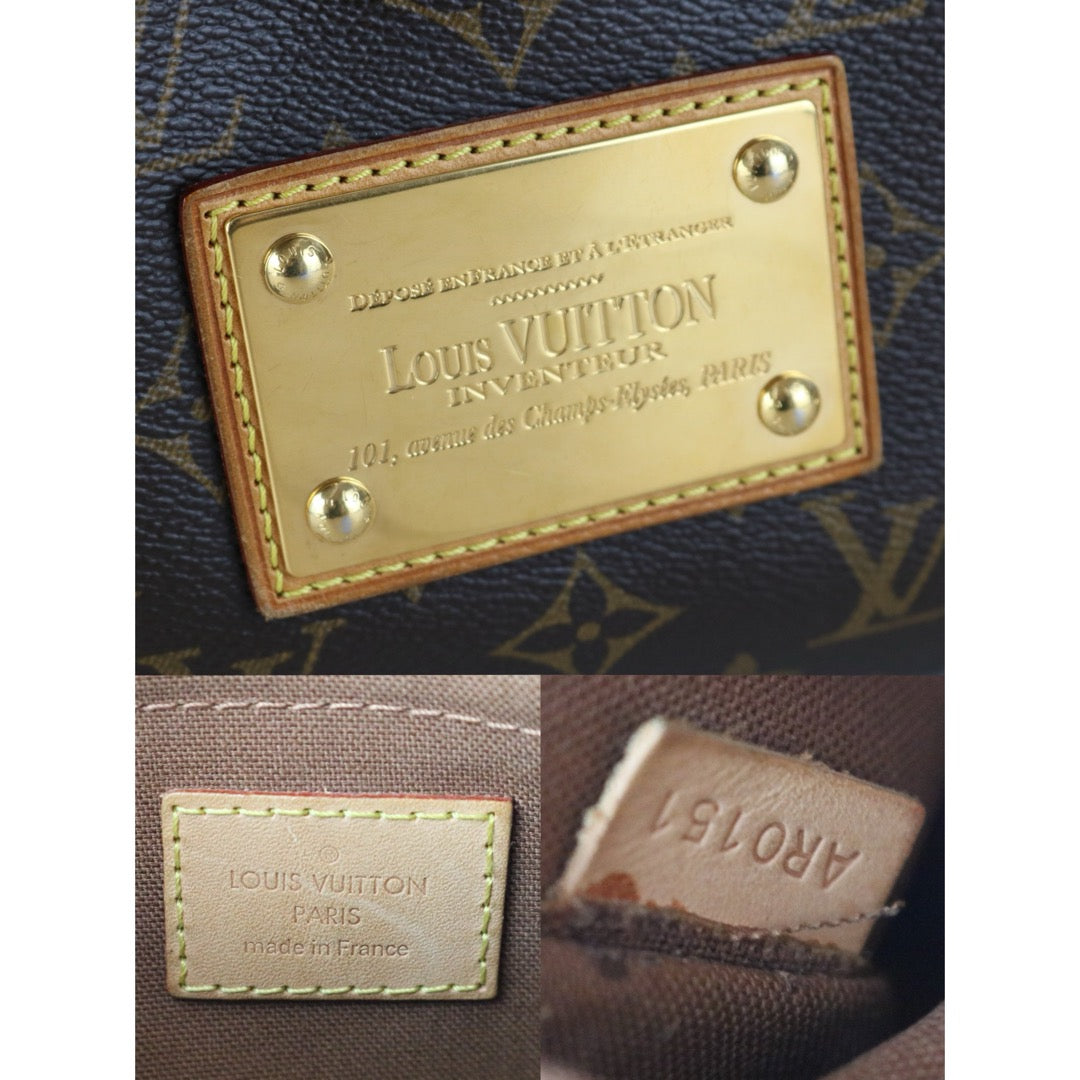 DÉPOSÉ EN FRANCE ET À L'ETRANGER
LOUIS VUITTON
INVENTEUR
101, avenue des Champs-Elysées, PARIS
LOUIS VUITTON
PARIS
made in France
AR0151